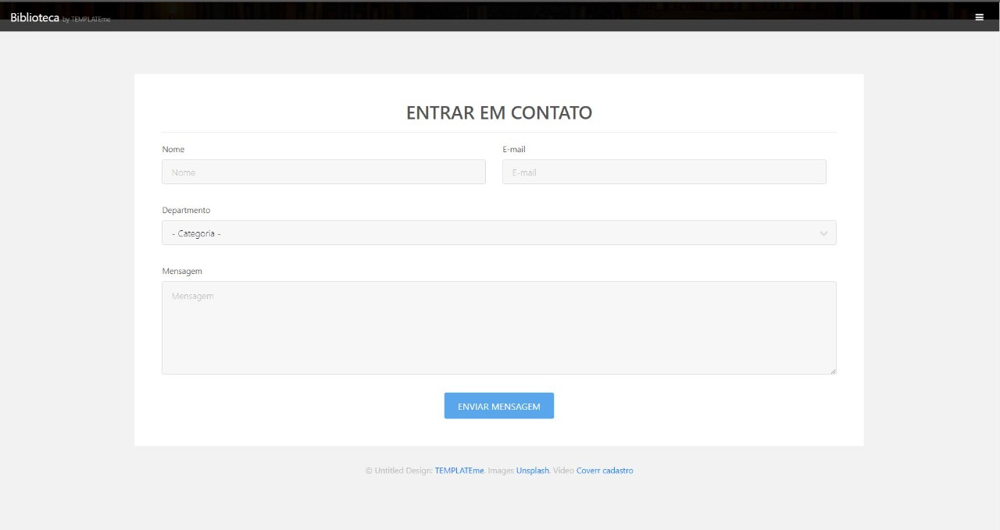 Biblioteca by TEMPLATEme
ENTRAR EM CONTATO
Nome E-mail
Nome E-mail
Departmento
- Categoria -
Mensagem
Mensagem
ENVIAR MENSAGEM
© Untitled Design: TEMPLATEme. Images Unsplash. Video Coverr cadastro